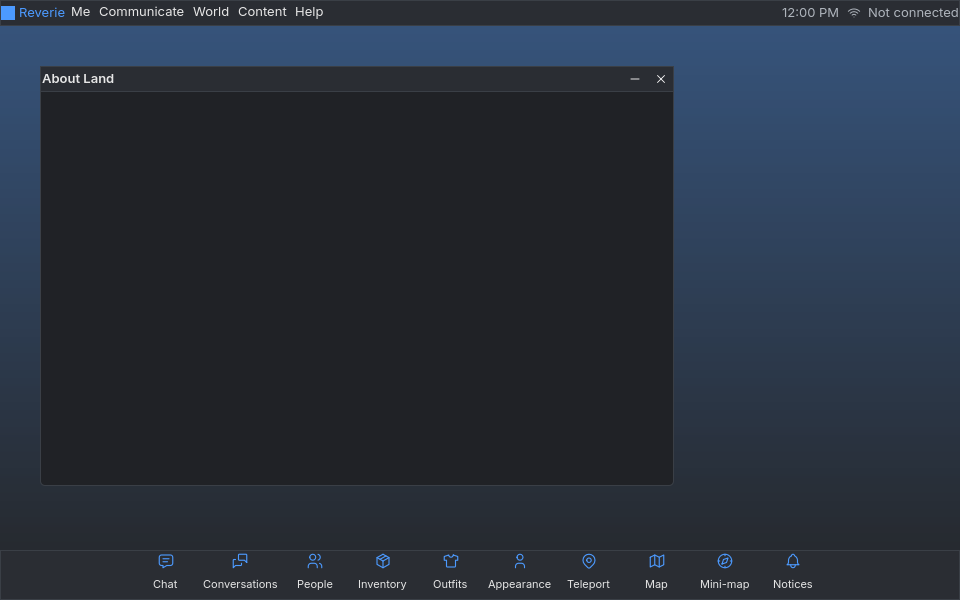 Reverie Me Communicate World Content Help 12:00 PM Not connected
About Land
Chat Conversations People Inventory Outfits Appearance Teleport Map Mini-map Notices